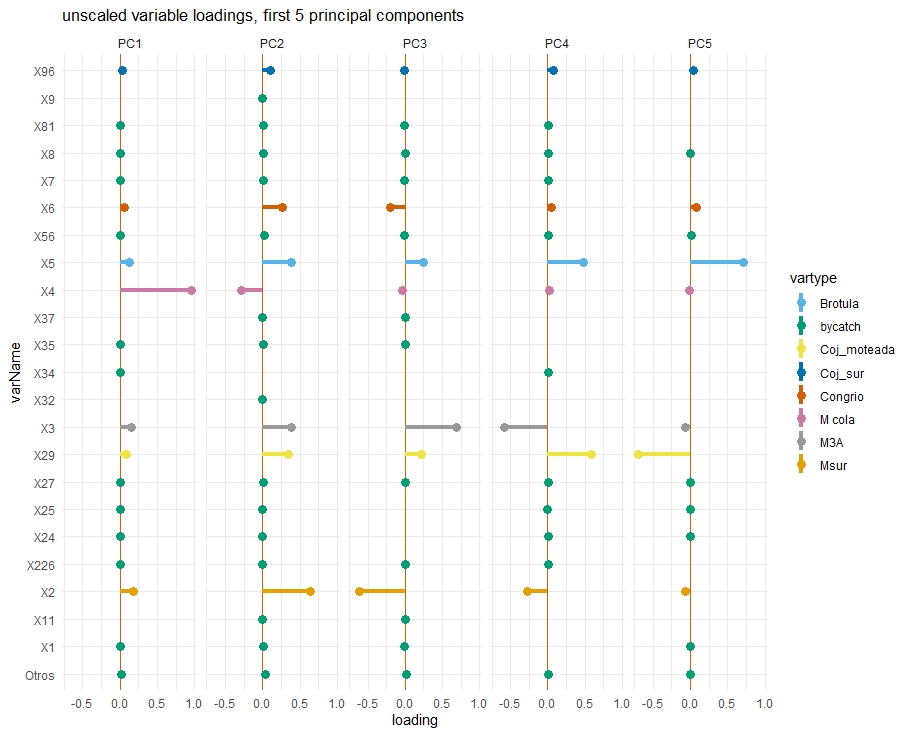 unscaled variable loadings, first 5 principal components
PC1 PC2 PC3 PC4 PC5
varName
X96
X9
X81
X8
X7
X6
X56
X5
X4
X37
X35
X34
X32
X3
X29
X27
X25
X24
X226
X2
X11
X1
Otros
-0.5 0.0 0.5 1.0 -0.5 0.0 0.5 1.0 -0.5 0.0 0.5 1.0 -0.5 0.0 0.5 1.0 -0.5 0.0 0.5 1.0
loading
vartype
Brotula
bycatch
Coj_moteada
Coj_sur
Congrio
M cola
M3A
Msur